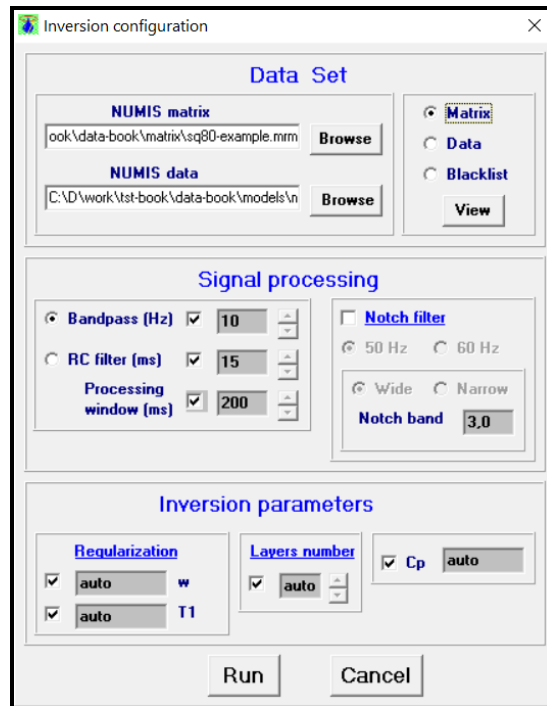 Inversion configuration
Data Set
NUMIS matrix
ook\data-book\matrix\sq80-example.mrm
Browse
NUMIS data
C:\D\work\tst-book\data-book\models\n
Browse
Matrix
Data
Blacklist
View
Signal processing
Bandpass (Hz) 10
RC filter (ms) 15
Processing
window (ms) 200
Notch filter
50 Hz 60 Hz
Wide Narrow
Notch band 3,0
Inversion parameters
Regularization
auto w
auto T1
Layers number
auto
Cp auto
Run Cancel